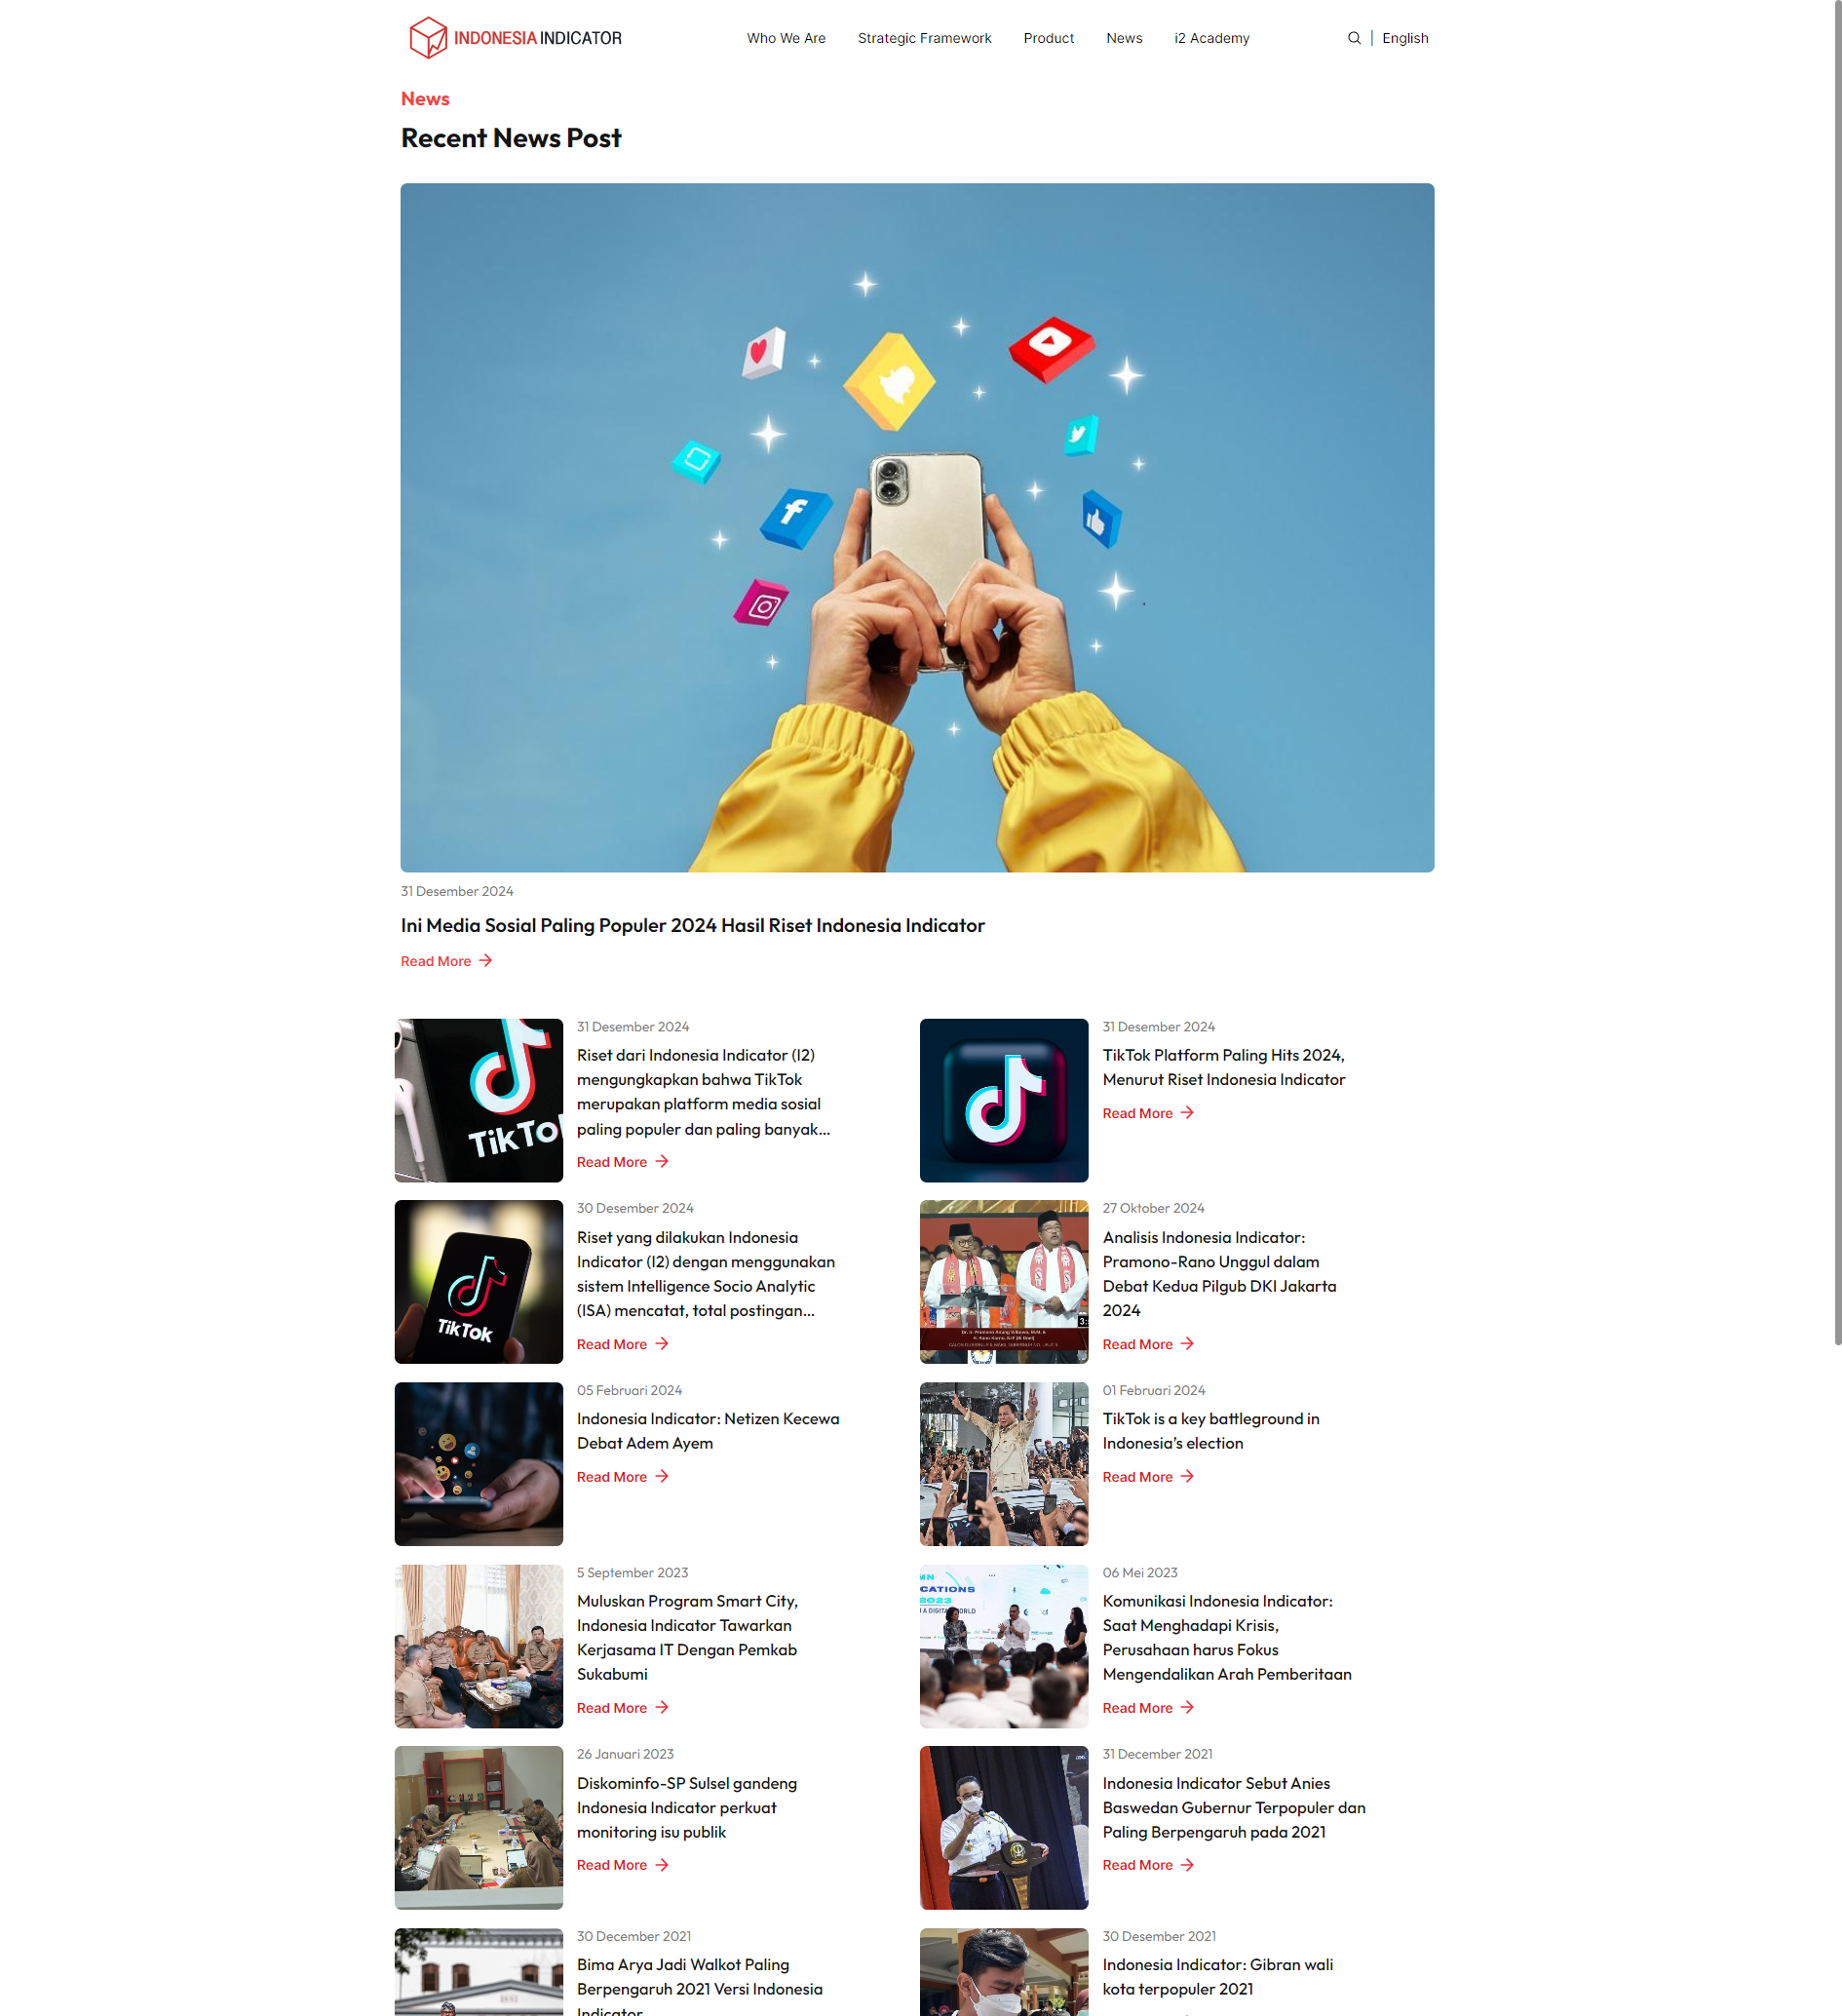 INDONESIA INDICATOR
Who We Are
Strategic Framework
Product
News
i2 Academy
English
News
Recent News Post
31 Desember 2024
Ini Media Sosial Paling Populer 2024 Hasil Riset Indonesia Indicator
Read More
TikTok
31 Desember 2024
Riset dari Indonesia Indicator (I2)
mengungkapkan bahwa TikTok
merupakan platform media sosial
paling populer dan paling banyak...
Read More
31 Desember 2024
TikTok Platform Paling Hits 2024,
Menurut Riset Indonesia Indicator
Read More
TikTok
30 Desember 2024
Riset yang dilakukan Indonesia
Indicator (I2) dengan menggunakan
sistem Intelligence Socio Analytic
(ISA) mencatat, total postingan...
Read More
27 Oktober 2024
Analisis Indonesia Indicator:
Pramono-Rano Unggul dalam
Debat Kedua Pilgub DKI Jakarta
2024
Read More
05 Februari 2024
Indonesia Indicator: Netizen Kecewa
Debat Adem Ayem
Read More
01 Februari 2024
TikTok is a key battleground in
Indonesia’s election
Read More
5 September 2023
Muluskan Program Smart City,
Indonesia Indicator Tawarkan
Kerjasama IT Dengan Pemkab
Sukabumi
Read More
MN
CATIONS
2023
A DIGITAL WORLD
06 Mei 2023
Komunikasi Indonesia Indicator:
Saat Menghadapi Krisis,
Perusahaan harus Fokus
Mengendalikan Arah Pemberitaan
Read More
26 Januari 2023
Diskominfo-SP Sulsel gandeng
Indonesia Indicator perkuat
monitoring isu publik
Read More
31 December 2021
Indonesia Indicator Sebut Anies
Baswedan Gubernur Terpopuler dan
Paling Berpengaruh pada 2021
Read More
30 December 2021
Bima Arya Jadi Walkot Paling
Berpengaruh 2021 Versi Indonesia
Indicator
30 Desember 2021
Indonesia Indicator: Gibran wali
kota terpopuler 2021